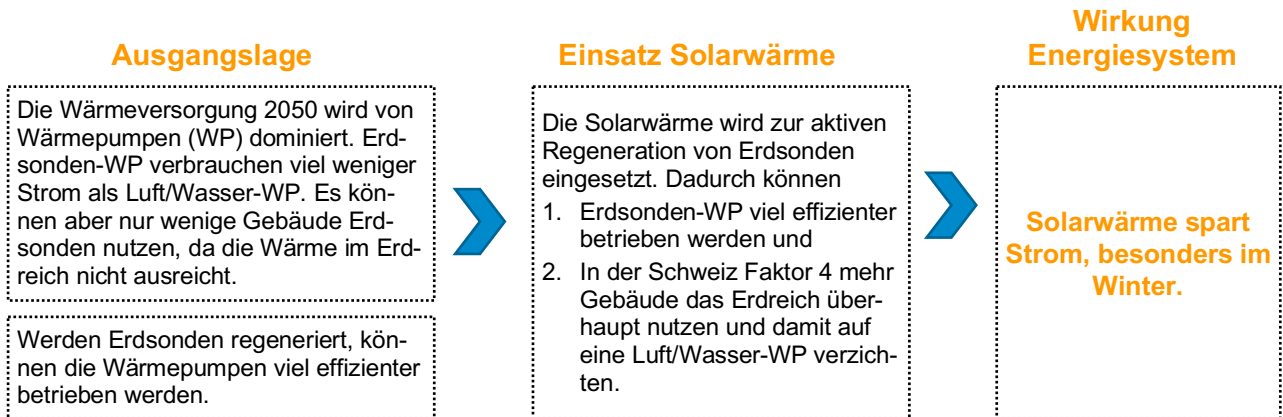 Ausgangslage
Die Wärmeversorgung 2050 wird von
Wärmepumpen (WP) dominiert. Erd-
sonden-WP verbrauchen viel weniger
Strom als Luft/Wasser-WP. Es kön-
nen aber nur wenige Gebäude Erd-
sonden nutzen, da die Wärme im Erd-
reich nicht ausreicht.
Werden Erdsonden regeneriert, kön-
nen die Wärmepumpen viel effizienter
betrieben werden.
Einsatz Solarwärme
Die Solarwärme wird zur aktiven
Regeneration von Erdsonden
eingesetzt. Dadurch können
1. Erdsonden-WP viel effizienter
betrieben werden und
2. In der Schweiz Faktor 4 mehr
Gebäude das Erdreich über-
haupt nutzen und damit auf
eine Luft/Wasser-WP verzich-
ten.
Wirkung
Energiesystem
Solarwärme spart
Strom, besonders im
Winter.